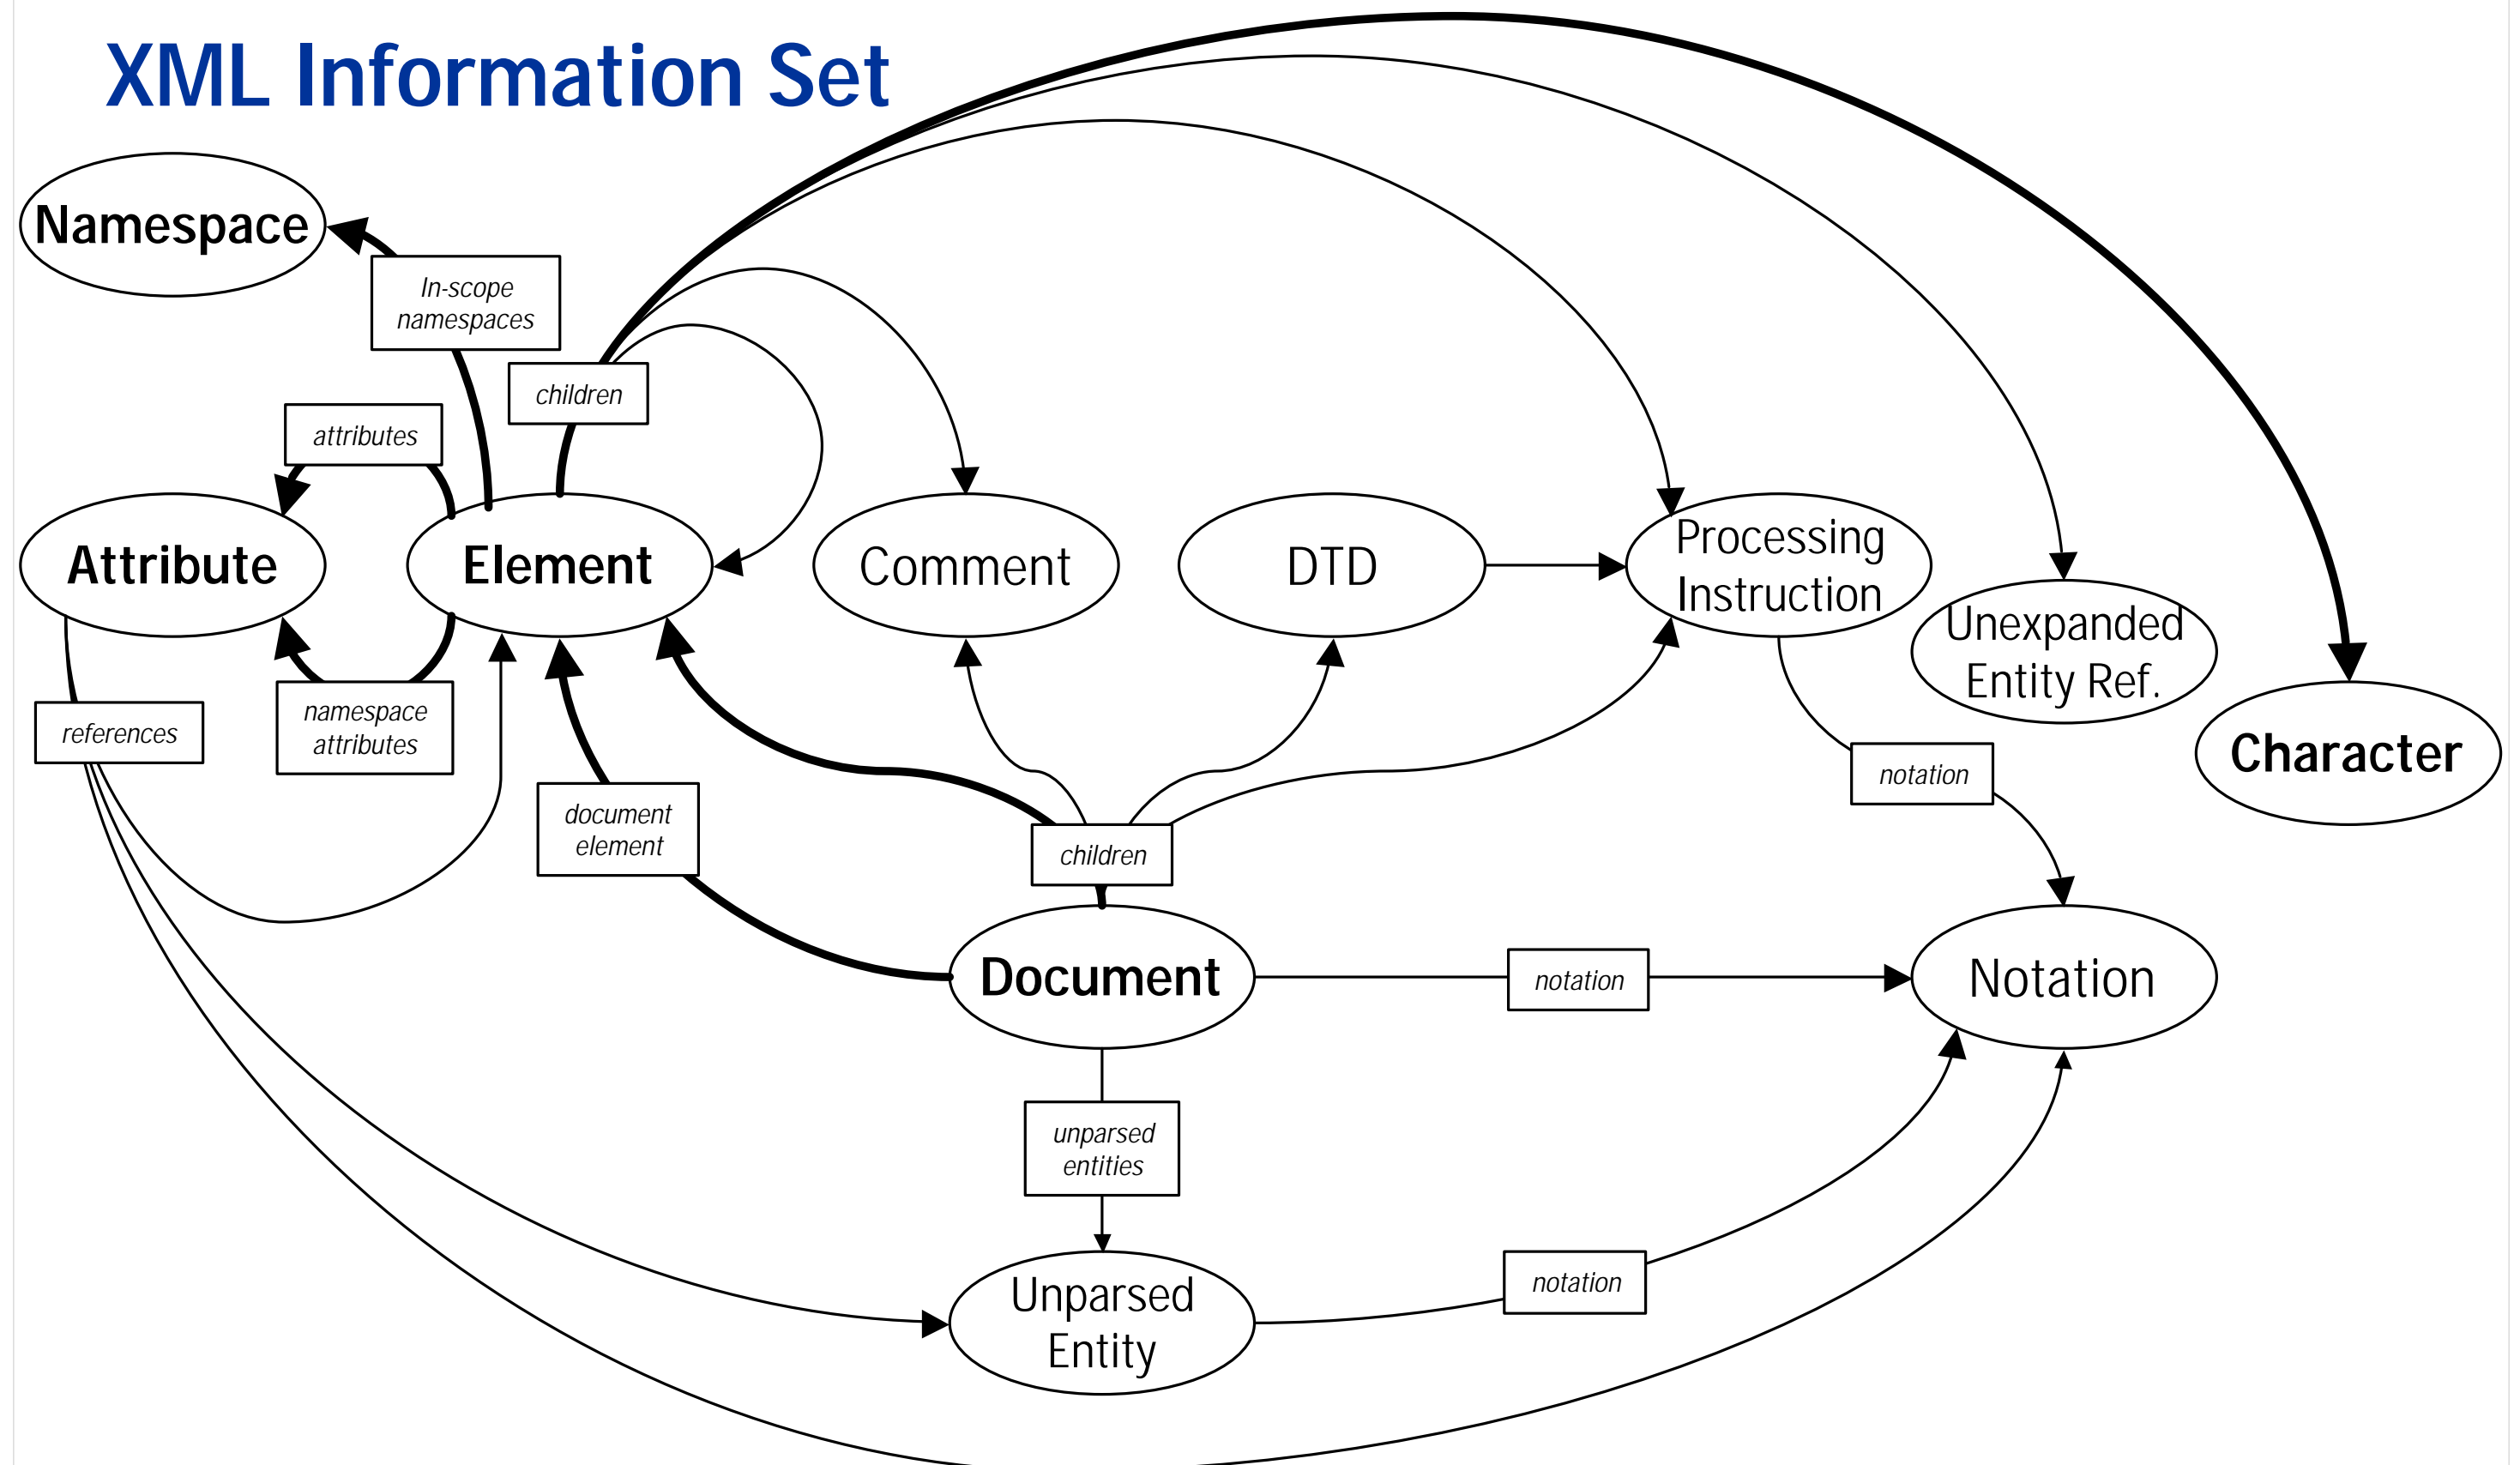 XML Information Set
Namespace
In-scope
namespaces
children
attributes
Attribute
Element
Comment
DTD
Processing
Instruction
Unexpanded
Entity Ref.
Character
references
namespace
attributes
document
element
children
notation
Document
notation
Notation
unparsed
entities
Unparsed
Entity
notation